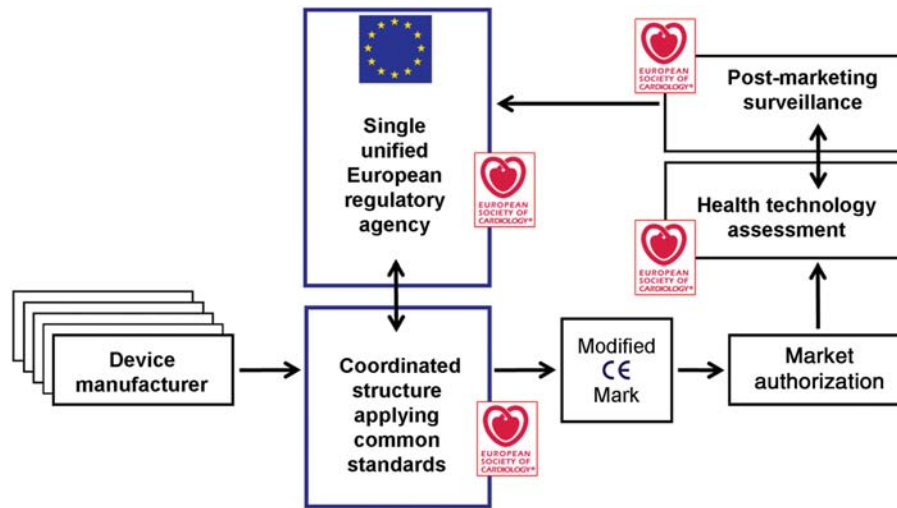 EUROPEAN
SOCIETY OF
CARDIOLOGY®
Post-marketing
surveillance
Single
unified
European
regulatory
agency
EUROPEAN
SOCIETY OF
CARDIOLOGY®
Health technology
assessment
EUROPEAN
SOCIETY OF
CARDIOLOGY®
Device
manufacturer
Coordinated
structure
applying
common
standards
EUROPEAN
SOCIETY OF
CARDIOLOGY®
Modified
CE
Mark
Market
authorization